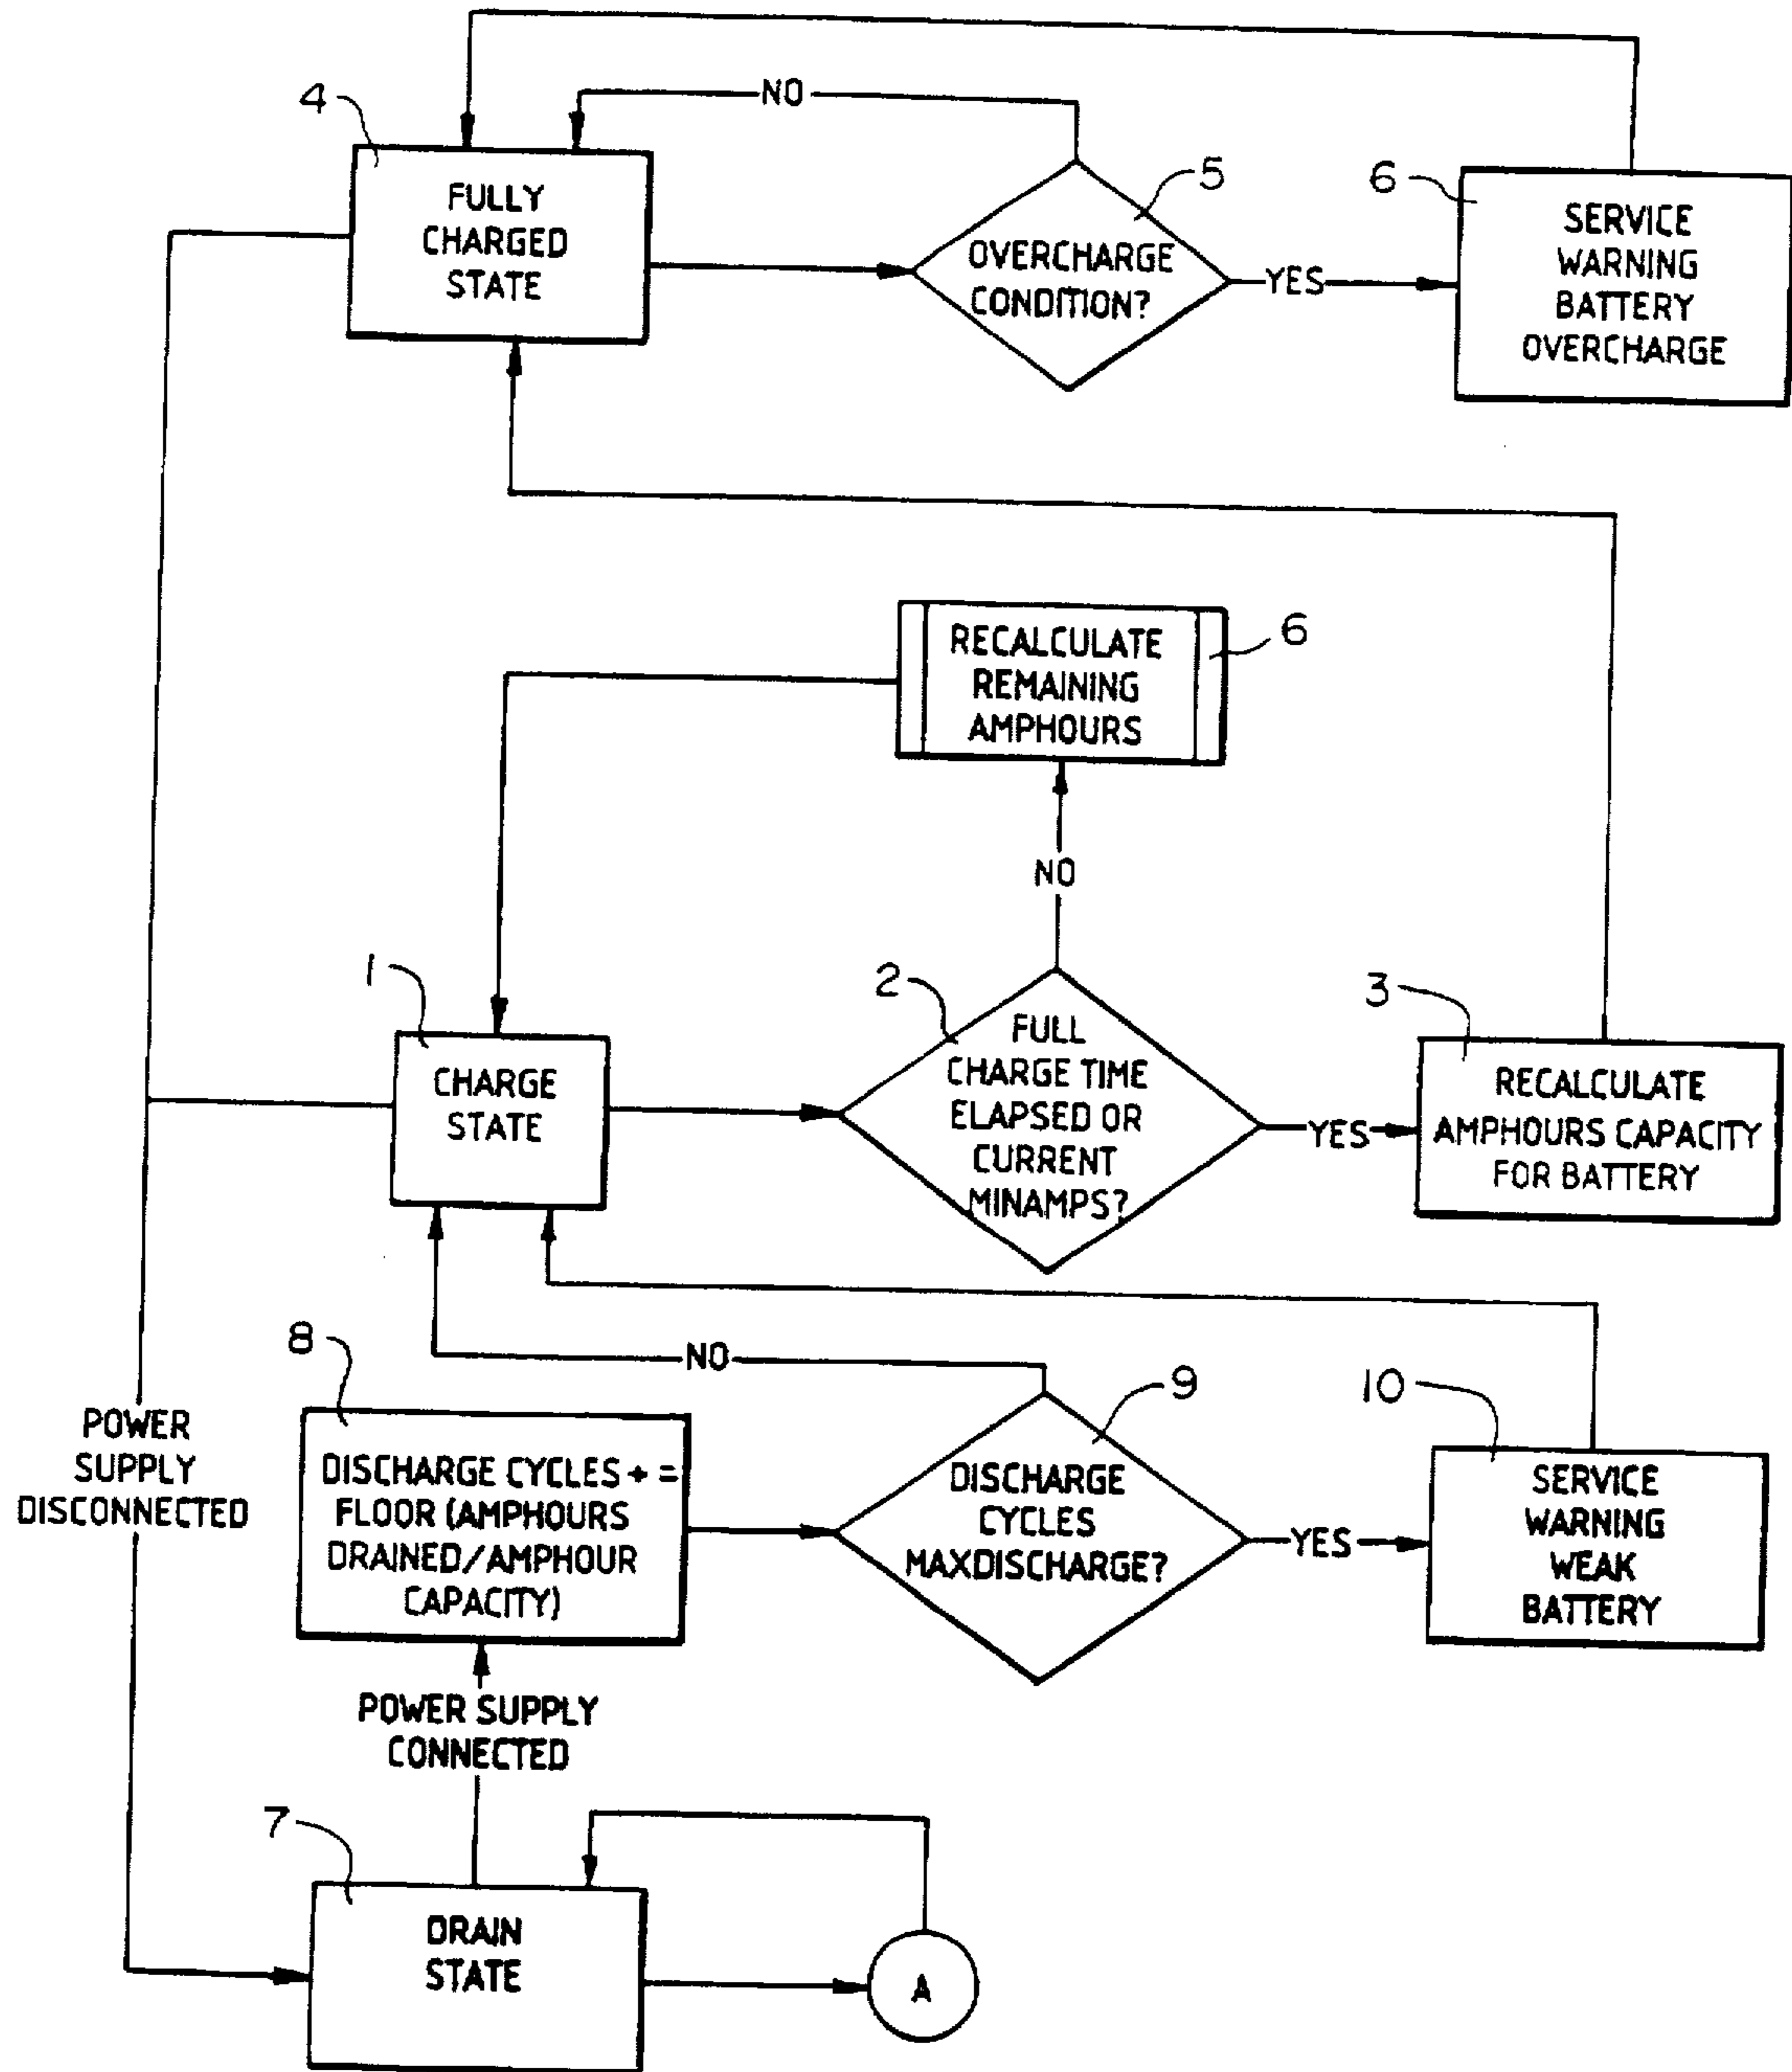 NO
4
5
6
FULLY
CHARGED
STATE
OVERCHARGE
CONDITION?
YES
SERVICE
WARNING
BATTERY
OVERCHARGE
RECALCULATE
REMAINING
AMPHOURS
6
NO
1
2
3
CHARGE
STATE
FULL
CHARGE TIME
ELAPSED OR
CURRENT
MINAMPS?
YES
RECALCULATE
AMPHOURS CAPACITY
FOR BATTERY
8
NO
9
10
POWER
SUPPLY
DISCONNECTED
DISCHARGE CYCLES + =
FLOOR (AMPHOURS
DRAINED/AMPHOUR
CAPACITY)
DISCHARGE
CYCLES
MAXDISCHARGE?
YES
SERVICE
WARNING
WEAK
BATTERY
POWER SUPPLY
CONNECTED
7
DRAIN
STATE
A